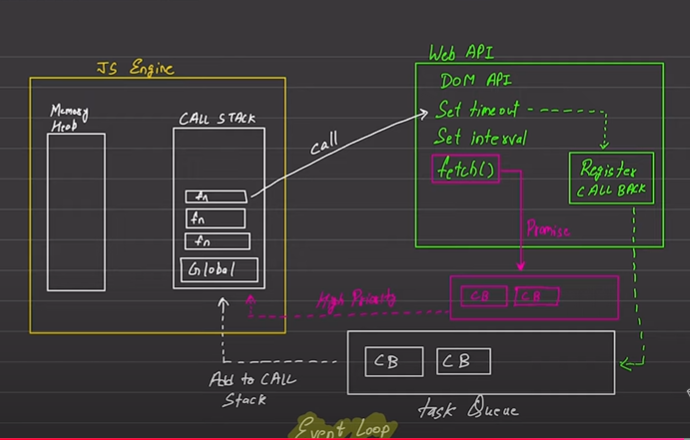 Web API
JS Engine
DOM API
Memory
Heab
CALL STACK
Set timeout
call
Set interval
fetch()
Register
CALL BACK
fn
fn
fn
Global
Promise
High Priority
CB
CB
CB
CB
Add to CALL
Stack
task Queue
Event Loop